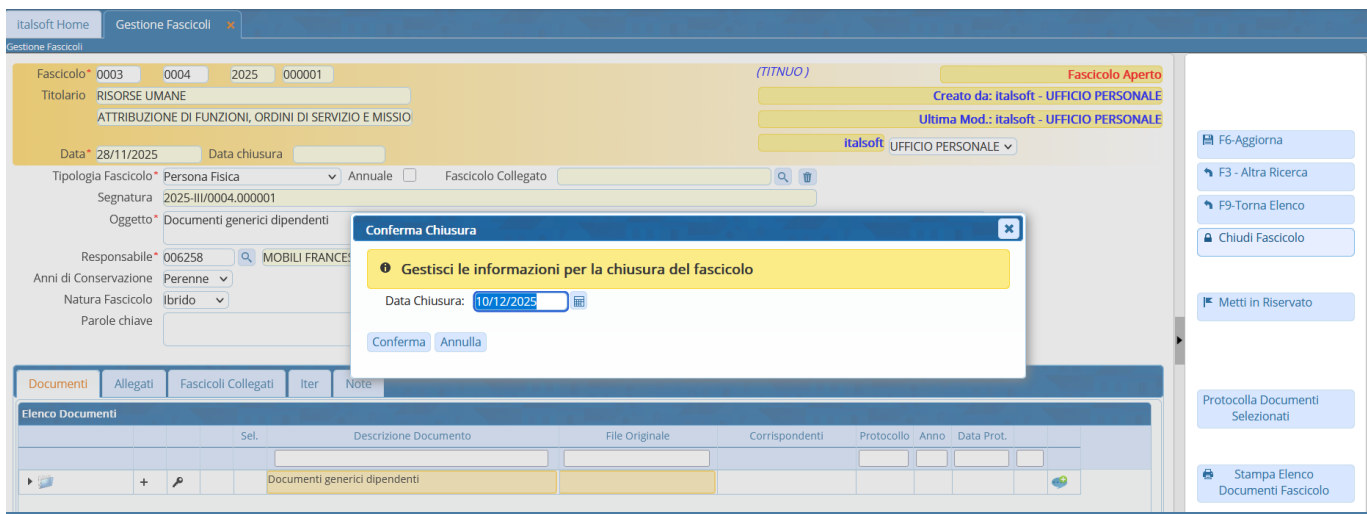 italsoft Home Gestione Fascicoli
Gestione Fascicoli
Fascicolo* 0003 0004 2025 000001 (TITNUO ) Fascicolo Aperto
Titolario RISORSE UMANE Creato da: italsoft - UFFICIO PERSONALE
ATTRIBUZIONE DI FUNZIONI, ORDINI DI SERVIZIO E MISSIO Ultima Mod.: italsoft - UFFICIO PERSONALE
italsoft UFFICIO PERSONALE
Data* 28/11/2025 Data chiusura
Tipologia Fascicolo* Persona Fisica Annuale Fascicolo Collegato
Segnatura 2025-III/0004.000001
Oggetto* Documenti generici dipendenti
Responsabile* 006258 MOBILI FRANCES
Anni di Conservazione Perenne
Natura Fascicolo Ibrido
Parole chiave
Conferma Chiusura
Gestisci le informazioni per la chiusura del fascicolo
Data Chiusura: 10/12/2025
Conferma Annulla
F6-Aggiorna
F3 - Altra Ricerca
F9-Torna Elenco
Chiudi Fascicolo
Metti in Riservato
Protocolla Documenti
Selezionati
Stampa Elenco
Documenti Fascicolo
Documenti Allegati Fascicoli Collegati Iter Note
Elenco Documenti
Sel. Descrizione Documento File Originale Corrispondenti Protocollo Anno Data Prot.
Documenti generici dipendenti